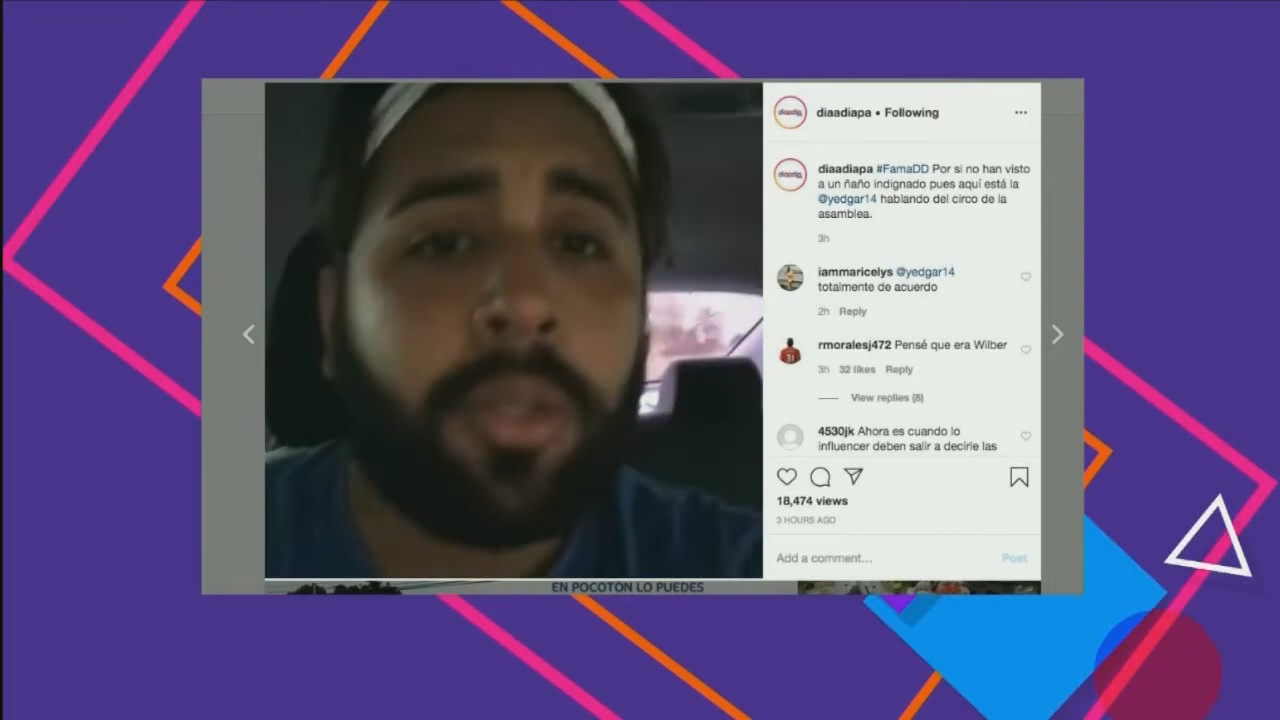 diaadiapa • Following
diaadiapa #FamaDD Por si no han visto
a un ñaño indignado pues aquí está la
@yedgar14 hablando del circo de la
asamblea.
3h
iammaricelys @yedgar14
totalmente de acuerdo
2h Reply
rmoralesj472 Pensé que era Wilber
3h 32 likes Reply
View replies (8)
4530jk Ahora es cuando lo
influencer deben salir a decirle las
18,474 views
3 HOURS AGO
Add a comment... Post
EN POCOTÓN LO PUEDES